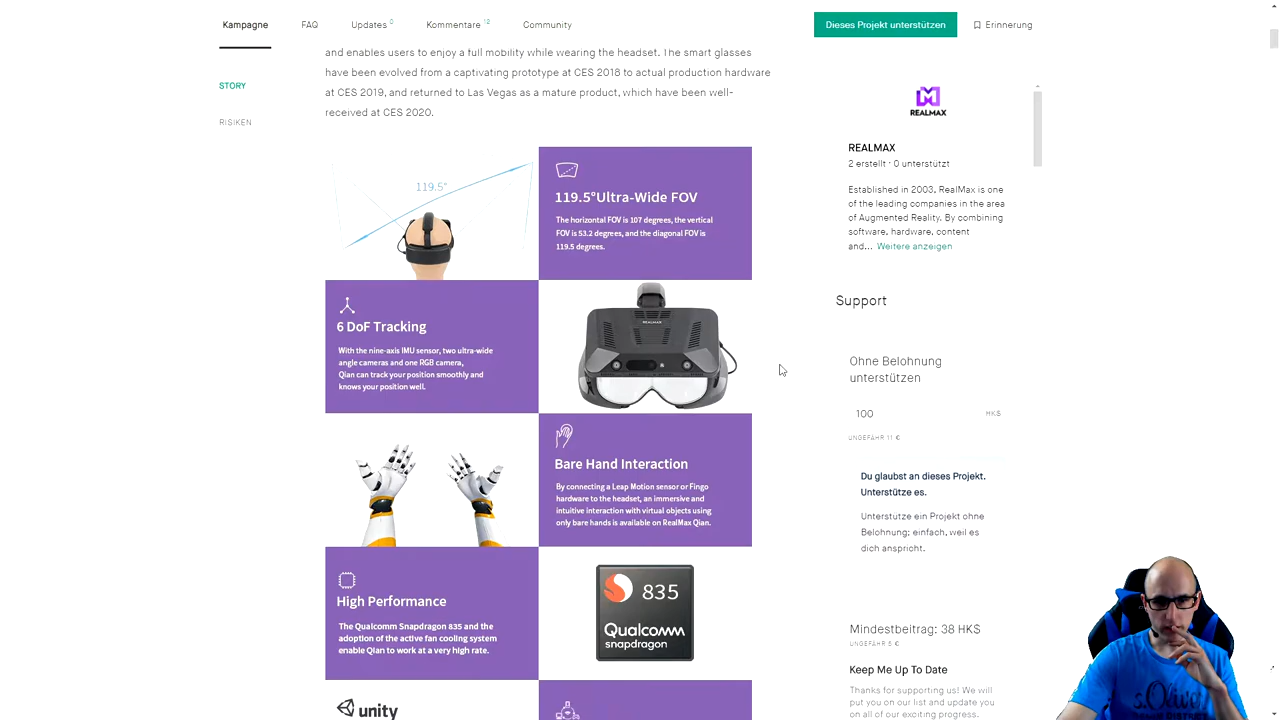 Kampagne
FAQ
Updates 0
Kommentare 12
Community
Dieses Projekt unterstützen
Erinnerung
STORY
RISIKEN
and enables users to enjoy a full mobility while wearing the headset. The smart glasses
have been evolved from a captivating prototype at CES 2018 to actual production hardware
at CES 2019, and returned to Las Vegas as a mature product, which have been well-
received at CES 2020.
119.5°
119.5°Ultra-Wide FOV
The horizontal FOV is 107 degrees, the vertical
FOV is 53.2 degrees, and the diagonal FOV is
119.5 degrees.
6 DoF Tracking
With the nine-axis IMU sensor, two ultra-wide
angle cameras and one RGB camera,
Qian can track your position smoothly and
knows your position well.
REALMAX
Bare Hand Interaction
By connecting a Leap Motion sensor or Fingo
hardware to the headset, an immersive and
intuitive interaction with virtual objects using
only bare hands is available on RealMax Qian.
High Performance
The Qualcomm Snapdragon 835 and the
adoption of the active fan cooling system
enable Qian to work at a very high rate.
835
Qualcomm
snapdragon
unity
REALMAX
REALMAX
2 erstellt · 0 unterstützt
Established in 2003, RealMax is one
of the leading companies in the area
of Augmented Reality. By combining
software, hardware, content
and... Weitere anzeigen
Support
Ohne Belohnung
unterstützen
100
HK$
UNGEFÄHR 11 €
Du glaubst an dieses Projekt.
Unterstütze es.
Unterstütze ein Projekt ohne
Belohnung; einfach, weil es
dich anspricht.
Mindestbeitrag: 38 HK$
UNGEFÄHR 5 €
Keep Me Up To Date
Thanks for supporting us! We will
put you on our list and update you
on all of our exciting progress.
s.Oliver